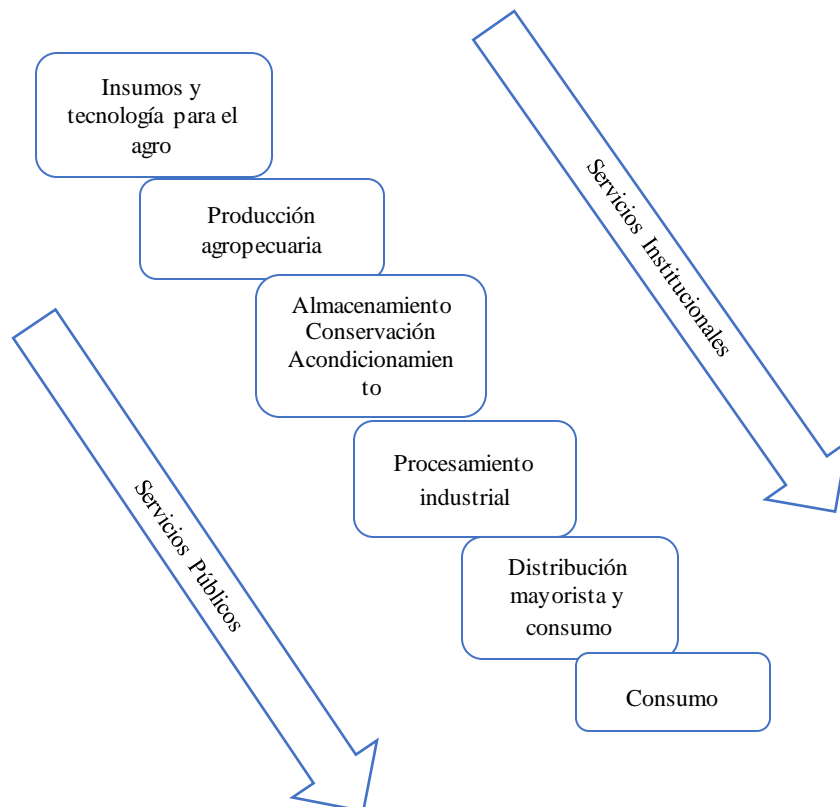 Insumos y
tecnología para el
agro
Producción
agropecuaria
Almacenamiento
Conservación
Acondicionamien
to
Procesamiento
industrial
Distribución
mayorista y
consumo
Consumo
Servicios Institucionales
Servicios Públicos